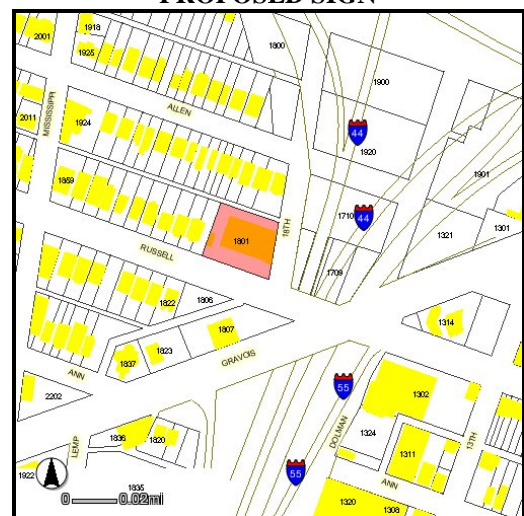 PROPOSED SIGN
2001
1918
1800
1925
1900
ALLEN
MISSISSIPPI
2011
1924
44
1920
1901
1859
1710
44
1801
18TH
1321
1301
RUSSELL
1709
1822
1806
1807
1314
1823
1837
GRAVOIS
ANN
55
1302
2202
DOLMAN
1324
13TH
LEMP
1836
1820
1311
1922
55
ANN
1835
0 0.02mi
1320
1308